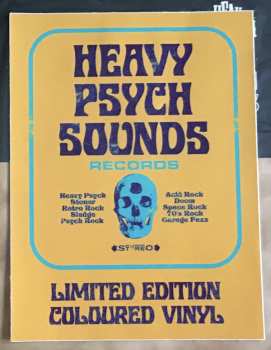 HEAVY
PSYCH
SOUNDS
RECORDS
Heavy Psych
Stoner
Retro Rock
Sludge
Psych Rock
Acid Rock
Doom
Space Rock
70's Rock
Garage Fuzz
STEREO
LIMITED EDITION
COLOURED VINYL